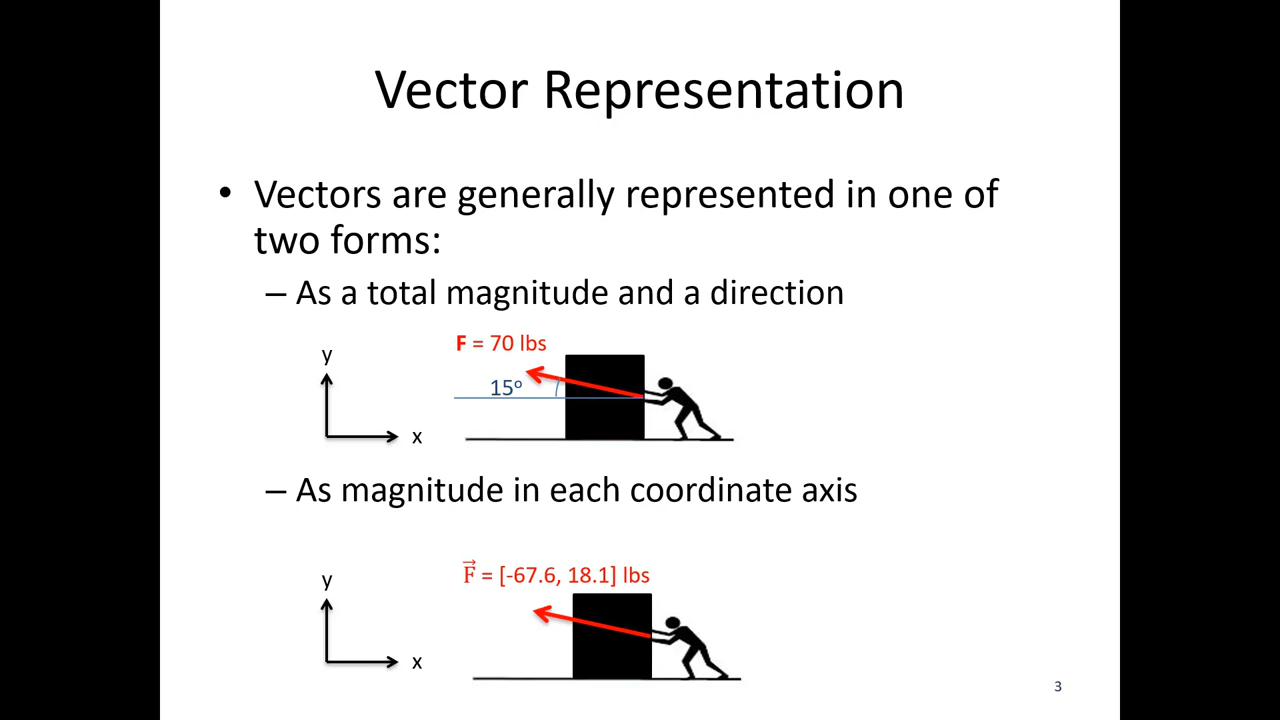 Vector Representation
• Vectors are generally represented in one of
two forms:
– As a total magnitude and a direction
F = 70 lbs
y
15º
x
– As magnitude in each coordinate axis
F⃗ = [-67.6, 18.1] lbs
y
x
3